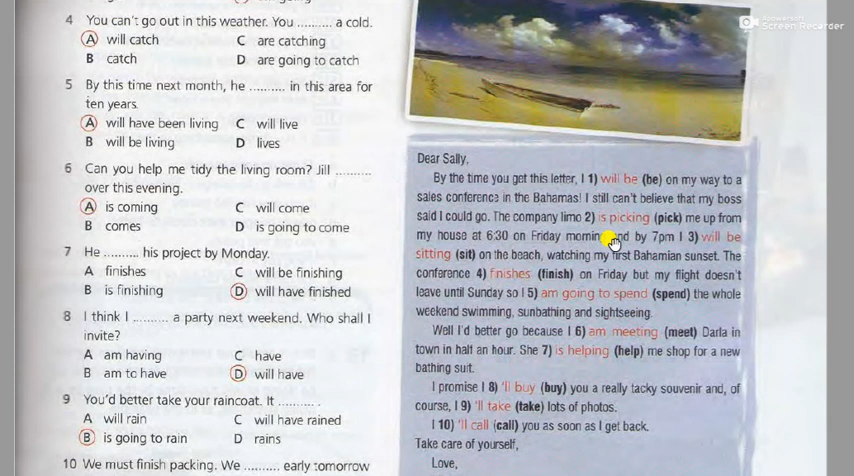 4 You can't go out in this weather. You .......... a cold.
A will catch C are catching
B catch D are going to catch
5 By this time next month, he .......... in this area for
ten years.
A will have been living C will live
B will be living D lives
6 Can you help me tidy the living room? Jill ..........
over this evening.
A is coming C will come
B comes D is going to come
7 He .......... his project by Monday.
A finishes C will be finishing
B is finishing D will have finished
8 I think I .......... a party next weekend. Who shall I
invite?
A am having C have
B am to have D will have
9 You'd better take your raincoat. It .......... .
A will rain C will have rained
B is going to rain D rains
10 We must finish packing. We .......... early tomorrow
Screen Recorder
Dear Sally,
By the time you get this letter, I 1) will be (be) on my way to a
sales conference in the Bahamas! I still can't believe that my boss
said I could go. The company limo 2) is picking (pick) me up from
my house at 6:30 on Friday mornin nd by 7pm I 3) will be
sitting (sit) on the beach, watching my first Bahamian sunset. The
conference 4) finishes (finish) on Friday but my flight doesn't
leave until Sunday so I 5) am going to spend (spend) the whole
weekend swimming, sunbathing and sightseeing.
Well I'd better go because I 6) am meeting (meet) Darla in
town in half an hour. She 7) is helping (help) me shop for a new
bathing suit.
I promise I 8) 'll buy (buy) you a really tacky souvenir and, of
course, I 9) 'll take (take) lots of photos.
I 10) 'll call (call) you as soon as I get back.
Take care of yourself,
Love,